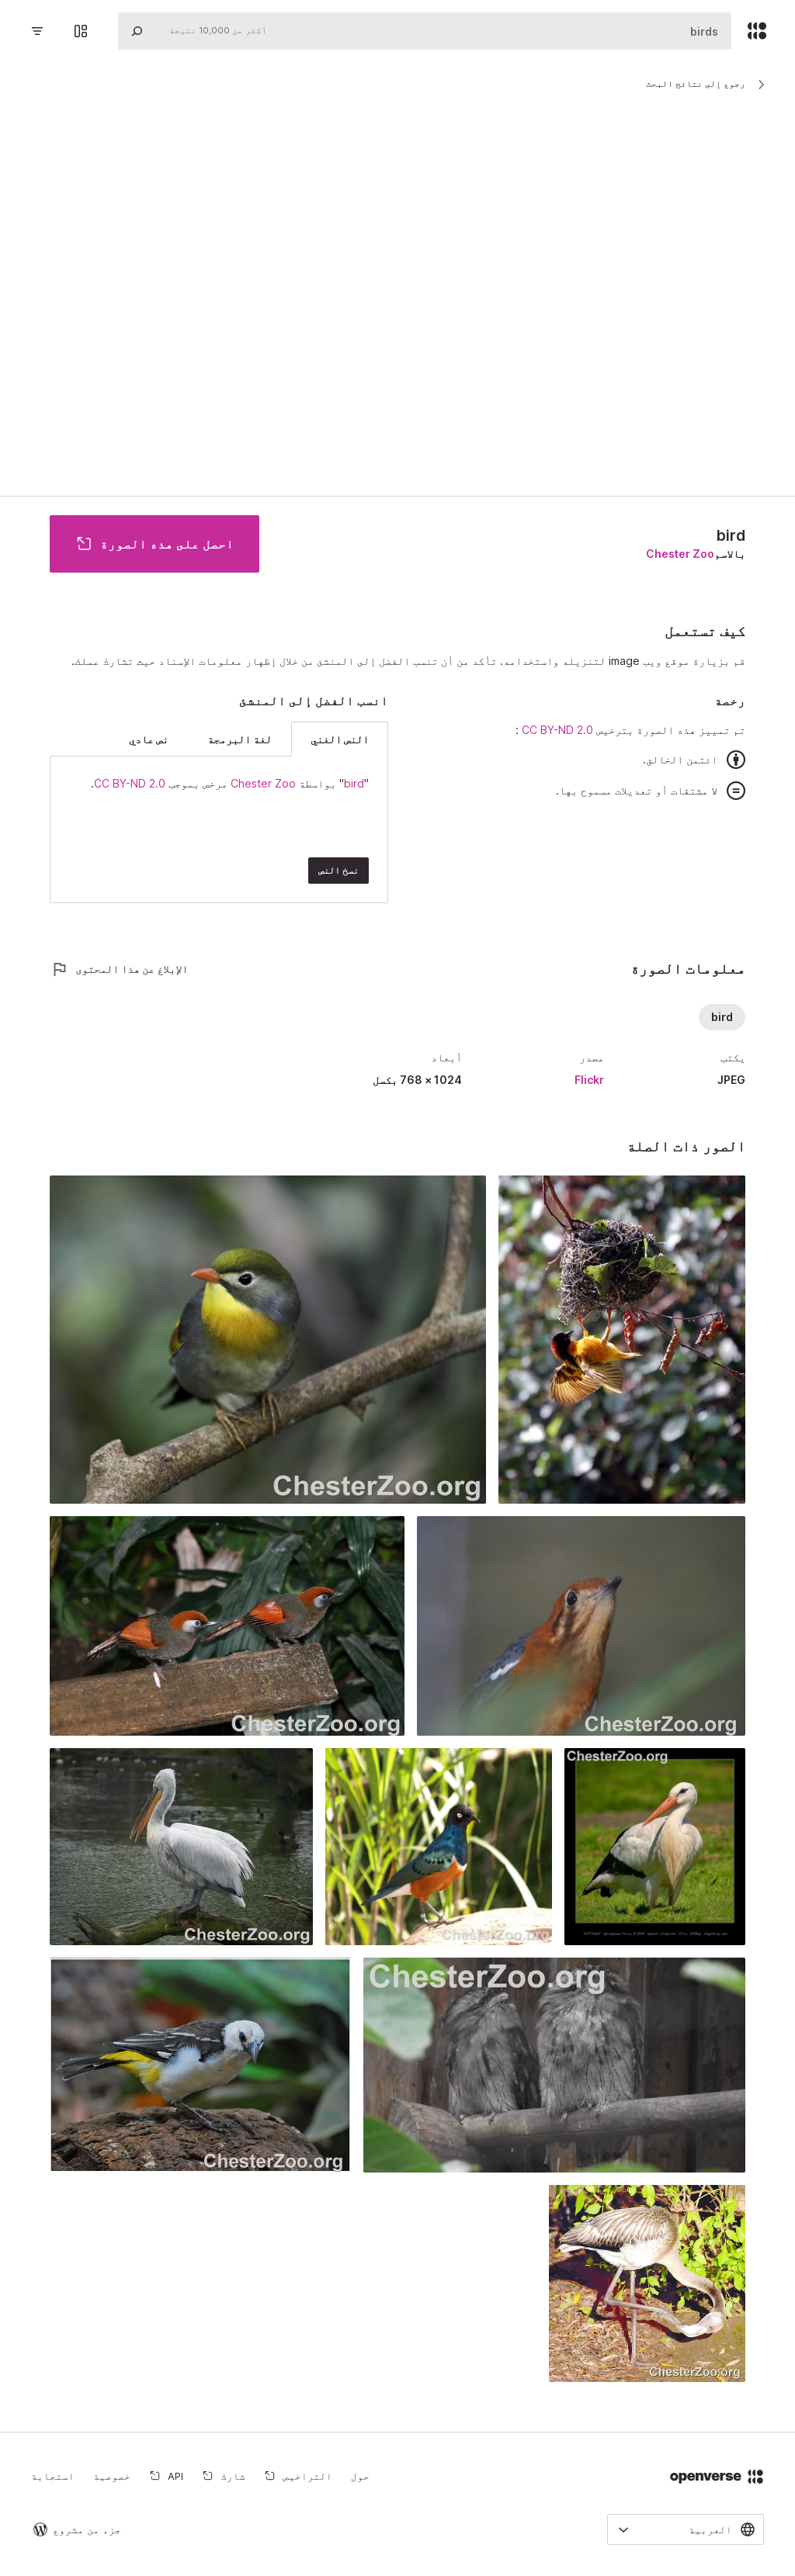 birds
أكثر من 10,000 نتيجة
رجوع إلى نتائج البحث
bird
بالاسمChester Zoo
احصل على هذه الصورة
كيف تستعمل
قم بزيارة موقع ويب image لتنزيله واستخدامه. تأكد من أن تنسب الفضل إلى المنشئ من خلال إظهار معلومات الإسناد حيث تشارك عملك.
رخصة
تم تمييز هذه الصورة بترخيص CC BY-ND 2.0 :
ائتمن الخالق.
لا مشتقات أو تعديلات مسموح بها.
انسب الفضل إلى المنشئ
النص الغني
لغة البرمجة
نص عادي
"bird" بواسطة Chester Zoo مرخص بموجب CC BY-ND 2.0.
نسخ النص
معلومات الصورة
الإبلاغ عن هذا المحتوى
bird
يكتب
JPEG
مصدر
Flickr
أبعاد
1024 × 768 بكسل
الصور ذات الصلة
ChesterZoo.org
ChesterZoo.org
ChesterZoo.org
ChesterZoo.org
ChesterZoo.org
ChesterZoo.org
ChesterZoo.org
ChesterZoo.org
ChesterZoo.org
openverse
حول
التراخيص
شارك
API
خصوصية
استجابة
العربية
جزء من مشروع